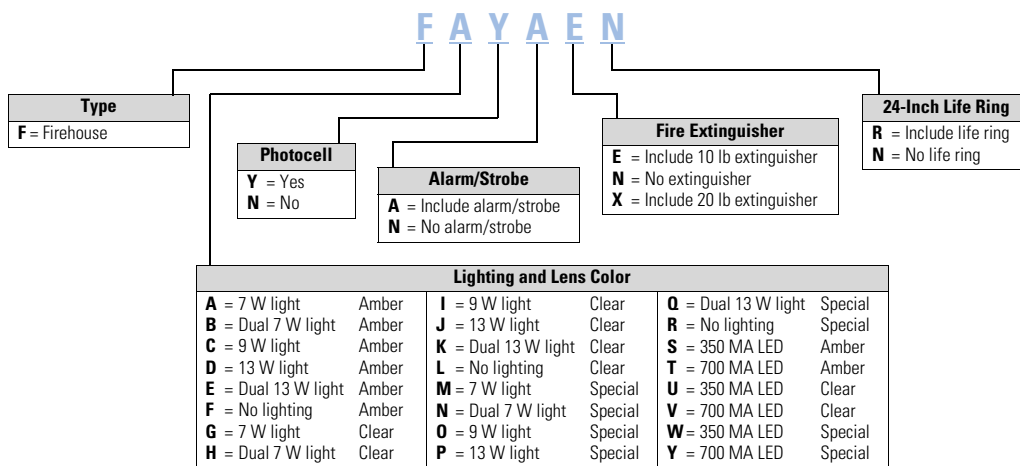 F A Y A E N
Type
F = Firehouse
Photocell
Y = Yes
N = No
Alarm/Strobe
A = Include alarm/strobe
N = No alarm/strobe
Fire Extinguisher
E = Include 10 lb extinguisher
N = No extinguisher
X = Include 20 lb extinguisher
24-Inch Life Ring
R = Include life ring
N = No life ring
Lighting and Lens Color
A = 7 W light Amber
B = Dual 7 W light Amber
C = 9 W light Amber
D = 13 W light Amber
E = Dual 13 W light Amber
F = No lighting Amber
G = 7 W light Clear
H = Dual 7 W light Clear
I = 9 W light Clear
J = 13 W light Clear
K = Dual 13 W light Clear
L = No lighting Clear
M = 7 W light Special
N = Dual 7 W light Special
O = 9 W light Special
P = 13 W light Special
Q = Dual 13 W light Special
R = No lighting Special
S = 350 MA LED Amber
T = 700 MA LED Amber
U = 350 MA LED Clear
V = 700 MA LED Clear
W = 350 MA LED Special
Y = 700 MA LED Special